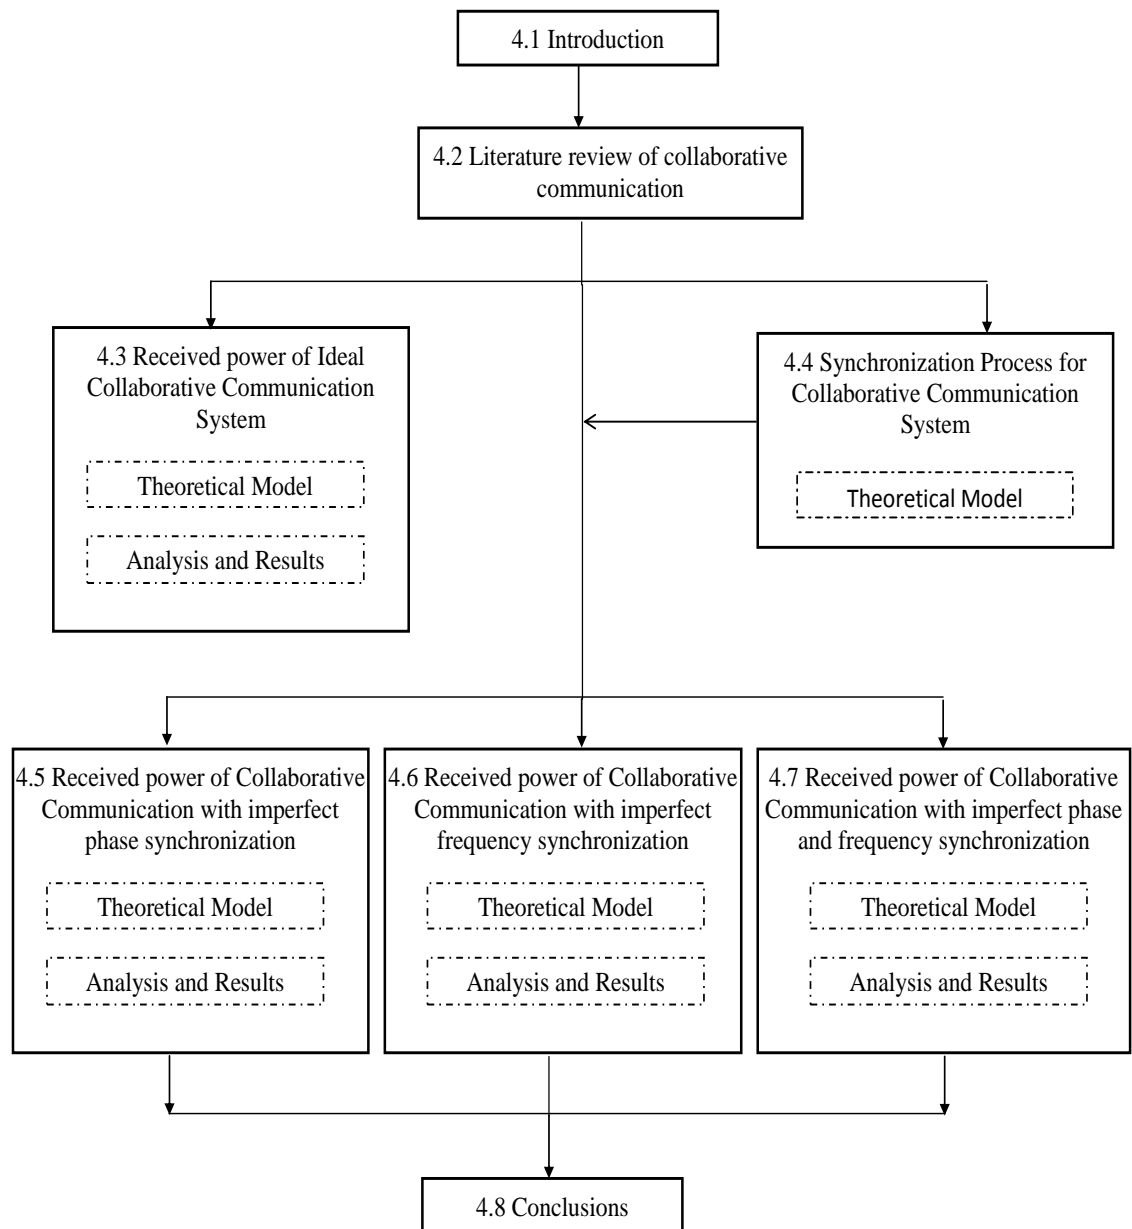 4.1 Introduction
4.2 Literature review of collaborative
communication
4.3 Received power of Ideal
Collaborative Communication
System
Theoretical Model
Analysis and Results
4.4 Synchronization Process for
Collaborative Communication
System
Theoretical Model
4.5 Received power of Collaborative
Communication with imperfect
phase synchronization
Theoretical Model
Analysis and Results
4.6 Received power of Collaborative
Communication with imperfect
frequency synchronization
Theoretical Model
Analysis and Results
4.7 Received power of Collaborative
Communication with imperfect phase
and frequency synchronization
Theoretical Model
Analysis and Results
4.8 Conclusions